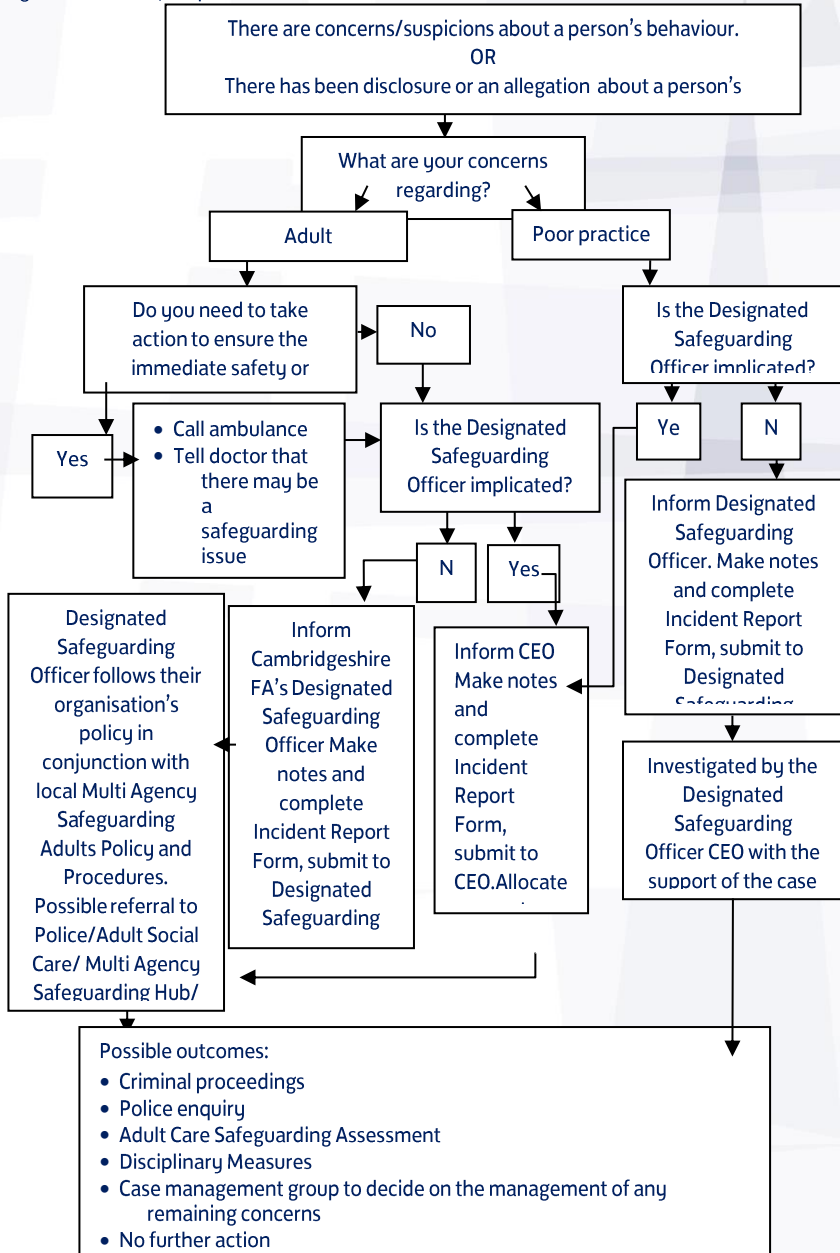 There are concerns/suspicions about a person's behaviour.
OR
There has been disclosure or an allegation about a person's
What are your concerns
regarding?
Adult
Poor practice
Do you need to take
action to ensure the
immediate safety or
No
Is the Designated
Safeguarding
Officer implicated?
Yes
• Call ambulance
• Tell doctor that
there may be
a
safeguarding
issue
Is the Designated
Safeguarding
Officer implicated?
Ye
N
N
Yes
Inform Designated
Safeguarding
Officer. Make notes
and complete
Incident Report
Form, submit to
Designated
Safeguarding
Designated
Safeguarding
Officer follows their
organisation's
policy in
conjunction with
local Multi Agency
Safeguarding
Adults Policy and
Procedures.
Possible referral to
Police/Adult Social
Care/ Multi Agency
Safeguarding Hub/
Inform
Cambridgeshire
FA's Designated
Safeguarding
Officer Make
notes and
complete
Incident Report
Form, submit to
Designated
Safeguarding
Inform CEO
Make notes
and
complete
Incident
Report
Form,
submit to
CEO.Allocate
Investigated by the
Designated
Safeguarding
Officer CEO with the
support of the case
Possible outcomes:
• Criminal proceedings
• Police enquiry
• Adult Care Safeguarding Assessment
• Disciplinary Measures
• Case management group to decide on the management of any
remaining concerns
• No further action